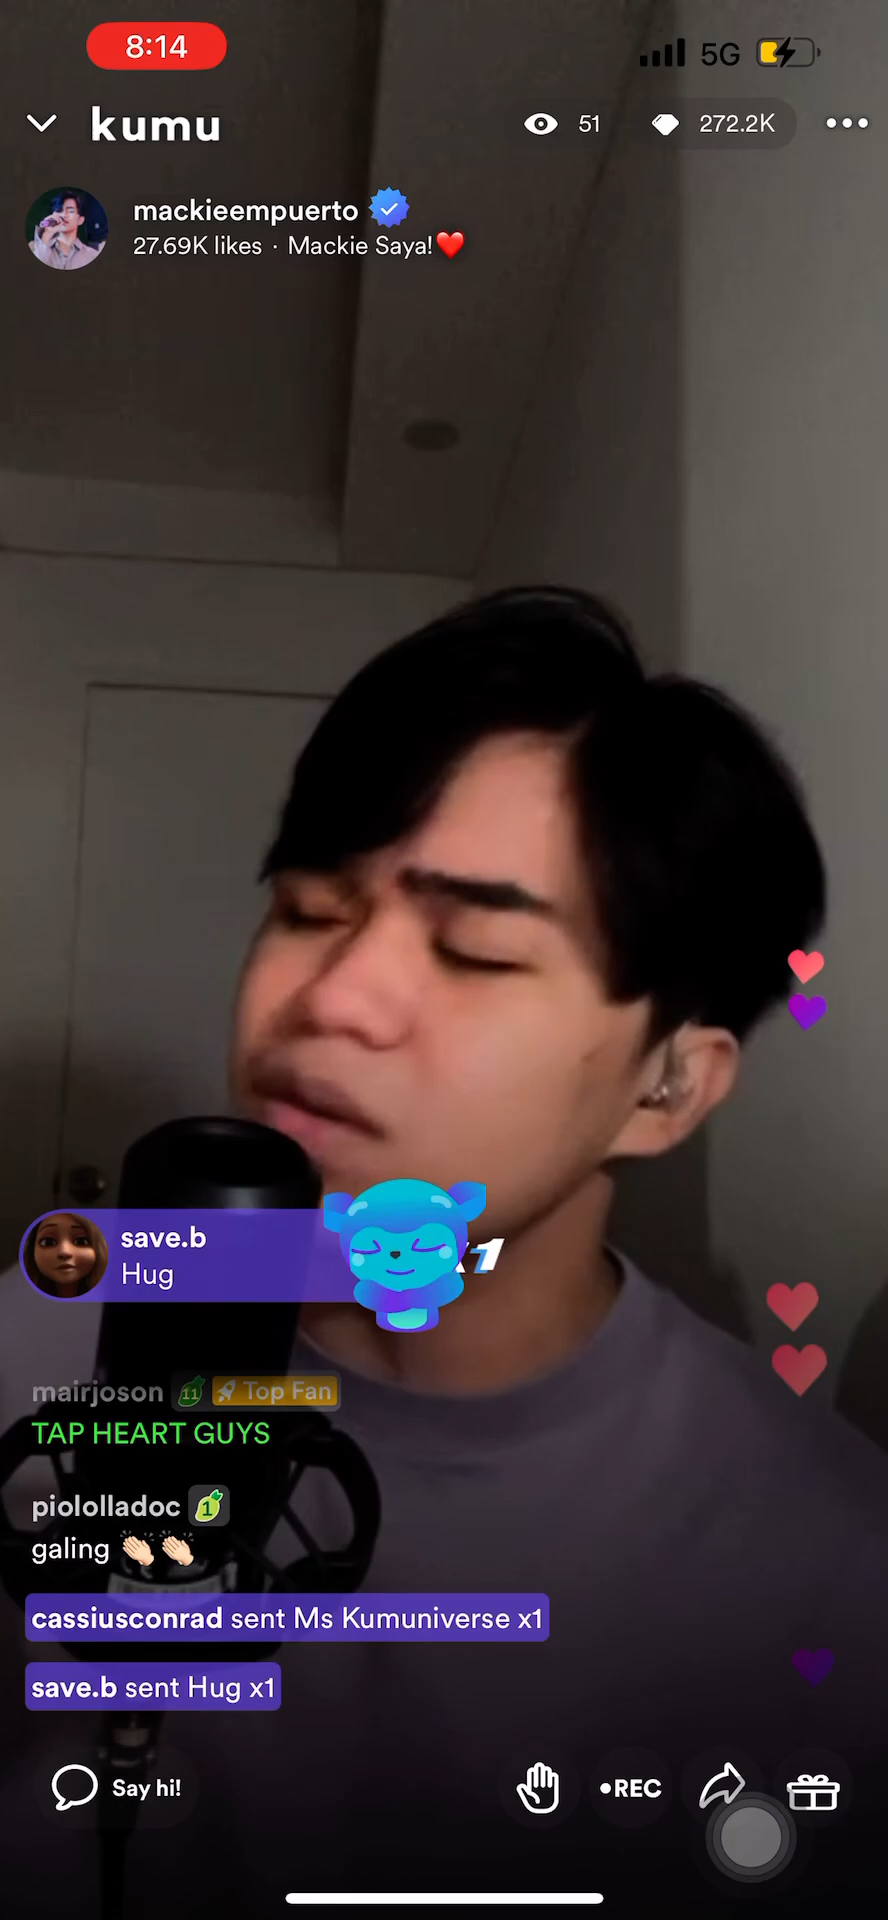 8:14
5G
kumu
51
272.2K
mackieempuerto
27.69K likes · Mackie Saya!❤️
save.b
Hug
x1
mairjoson 11 Top Fan
TAP HEART GUYS
piololladoc 1
galing 👏🏻👏🏻
cassiusconrad sent Ms Kumuniverse x1
save.b sent Hug x1
Say hi!
•REC